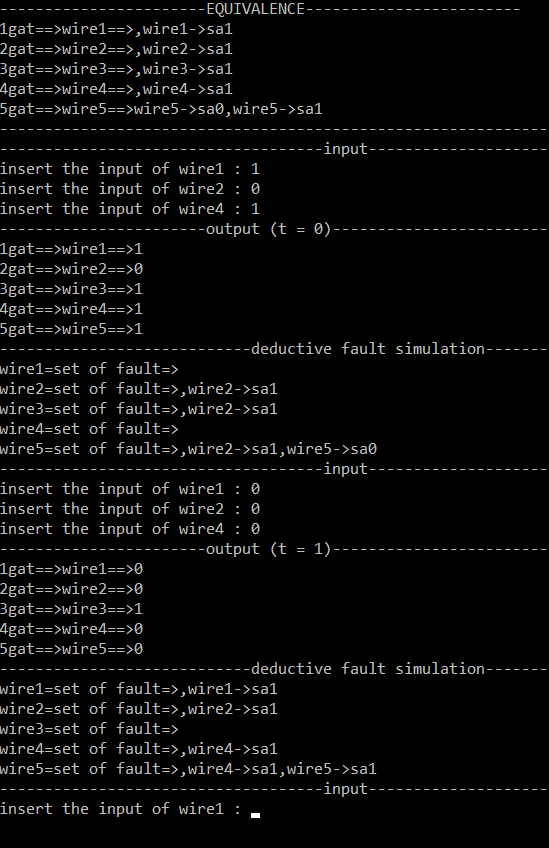 -----------------------EQUIVALENCE------------------------
1gat==>wire1==>,wire1->sa1
2gat==>wire2==>,wire2->sa1
3gat==>wire3==>,wire3->sa1
4gat==>wire4==>,wire4->sa1
5gat==>wire5==>wire5->sa0,wire5->sa1
-------------------------------------------------------------
------------------------------------input--------------------
insert the input of wire1 : 1
insert the input of wire2 : 0
insert the input of wire4 : 1
-----------------------output (t = 0)------------------------
1gat==>wire1==>1
2gat==>wire2==>0
3gat==>wire3==>1
4gat==>wire4==>1
5gat==>wire5==>1
----------------------------deductive fault simulation-------
wire1=set of fault=>
wire2=set of fault=>,wire2->sa1
wire3=set of fault=>,wire2->sa1
wire4=set of fault=>
wire5=set of fault=>,wire2->sa1,wire5->sa0
------------------------------------input--------------------
insert the input of wire1 : 0
insert the input of wire2 : 0
insert the input of wire4 : 0
-----------------------output (t = 1)------------------------
1gat==>wire1==>0
2gat==>wire2==>0
3gat==>wire3==>1
4gat==>wire4==>0
5gat==>wire5==>0
----------------------------deductive fault simulation-------
wire1=set of fault=>,wire1->sa1
wire2=set of fault=>,wire2->sa1
wire3=set of fault=>
wire4=set of fault=>,wire4->sa1
wire5=set of fault=>,wire4->sa1,wire5->sa1
------------------------------------input--------------------
insert the input of wire1 :